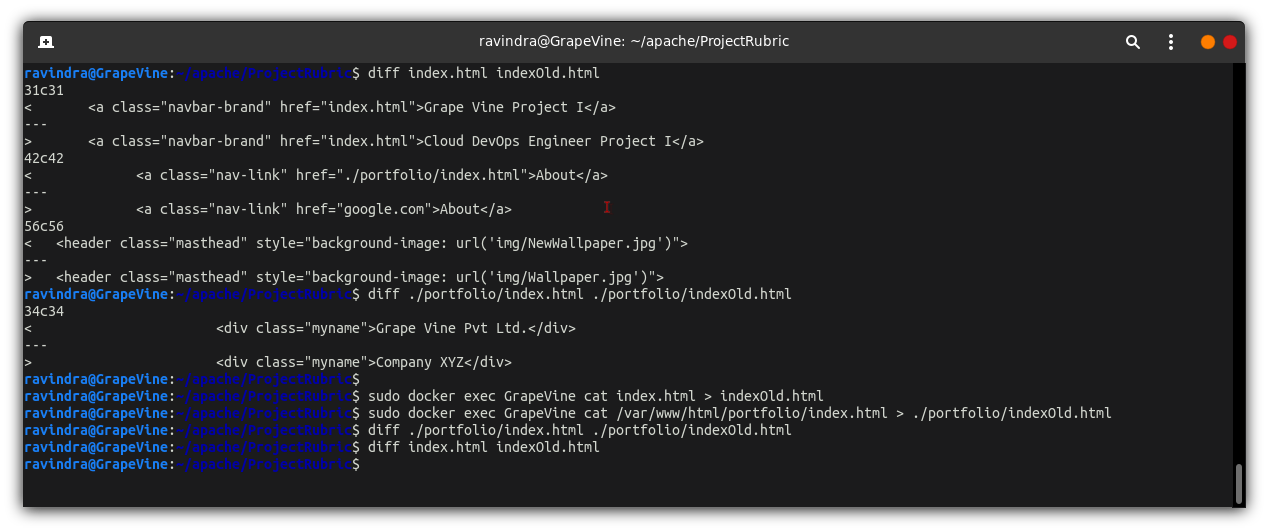 ravindra@GrapeVine: ~/apache/ProjectRubric
ravindra@GrapeVine:~/apache/ProjectRubric$ diff index.html indexOld.html
31c31
<       <a class="navbar-brand" href="index.html">Grape Vine Project I</a>
---
>       <a class="navbar-brand" href="index.html">Cloud DevOps Engineer Project I</a>
42c42
<             <a class="nav-link" href="./portfolio/index.html">About</a>
---
>             <a class="nav-link" href="google.com">About</a>
56c56
<   <header class="masthead" style="background-image: url('img/NewWallpaper.jpg')">
---
>   <header class="masthead" style="background-image: url('img/Wallpaper.jpg')">
ravindra@GrapeVine:~/apache/ProjectRubric$ diff ./portfolio/index.html ./portfolio/indexOld.html
34c34
<                       <div class="myname">Grape Vine Pvt Ltd.</div>
---
>                       <div class="myname">Company XYZ</div>
ravindra@GrapeVine:~/apache/ProjectRubric$
ravindra@GrapeVine:~/apache/ProjectRubric$ sudo docker exec GrapeVine cat index.html > indexOld.html
ravindra@GrapeVine:~/apache/ProjectRubric$ sudo docker exec GrapeVine cat /var/www/html/portfolio/index.html > ./portfolio/indexOld.html
ravindra@GrapeVine:~/apache/ProjectRubric$ diff ./portfolio/index.html ./portfolio/indexOld.html
ravindra@GrapeVine:~/apache/ProjectRubric$ diff index.html indexOld.html
ravindra@GrapeVine:~/apache/ProjectRubric$